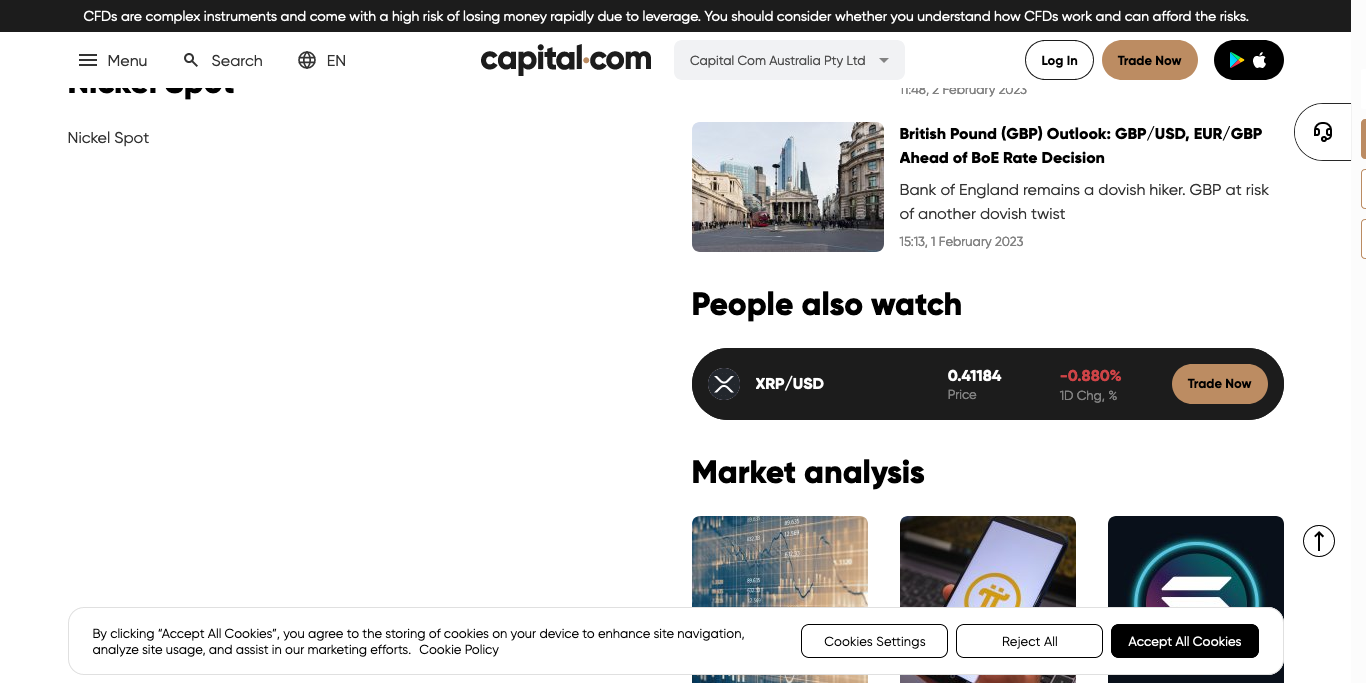 CFDs are complex instruments and come with a high risk of losing money rapidly due to leverage. You should consider whether you understand how CFDs work and can afford the risks.
Menu
Search
EN
capital.com
Capital Com Australia Pty Ltd
Log In
Trade Now
Nickel Spot
Nickel Spot
11:48, 2 February 2023
British Pound (GBP) Outlook: GBP/USD, EUR/GBP
Ahead of BoE Rate Decision
Bank of England remains a dovish hiker. GBP at risk
of another dovish twist
15:13, 1 February 2023
People also watch
XRP/USD
0.41184
Price
-0.880%
1D Chg, %
Trade Now
Market analysis
By clicking “Accept All Cookies”, you agree to the storing of cookies on your device to enhance site navigation,
analyze site usage, and assist in our marketing efforts. Cookie Policy
Cookies Settings
Reject All
Accept All Cookies